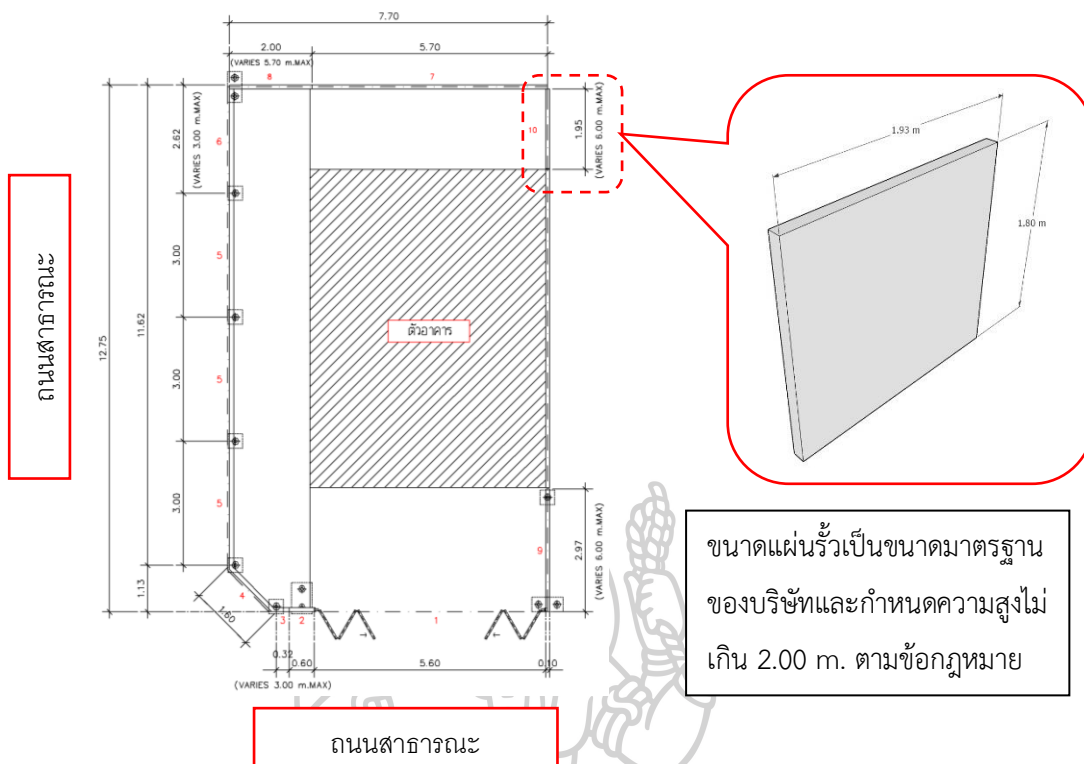 7.70
2.00 5.70
(VARIES 5.70 m.MAX)
8 7
2.62
(VARIES 3.00 m.MAX)
6
10
1.95
(VARIES 6.00 m.MAX)
1.93 m
1.80 m
3.00
5
ถนนสาธารณะ
12.75
11.62
ตัวอาคาร
3.00
5
3.00
5
1.13
4
1.60
3 2
1
9
2.97
(VARIES 6.00 m.MAX)
0.32
0.60 5.60 0.10
(VARIES 3.00 m.MAX)
ขนาดแผ่นรั้วเป็นขนาดมาตรฐาน
ของบริษัทและกำหนดความสูงไม่
เกิน 2.00 m. ตามข้อกฎหมาย
ถนนสาธารณะ